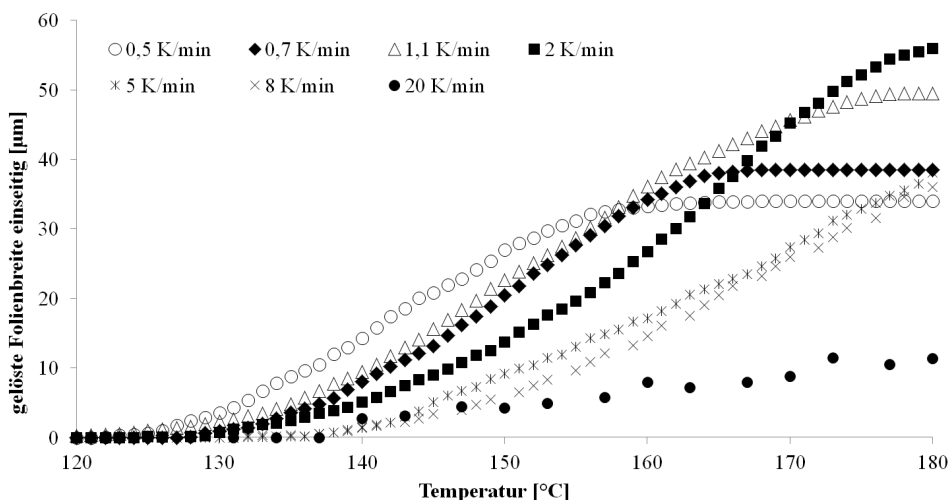 60
50
40
30
20
10
0
gelöste Folienbreite einseitig [µm]
0,5 K/min
0,7 K/min
1,1 K/min
2 K/min
5 K/min
8 K/min
20 K/min
120
130
140
150
160
170
180
Temperatur [°C]